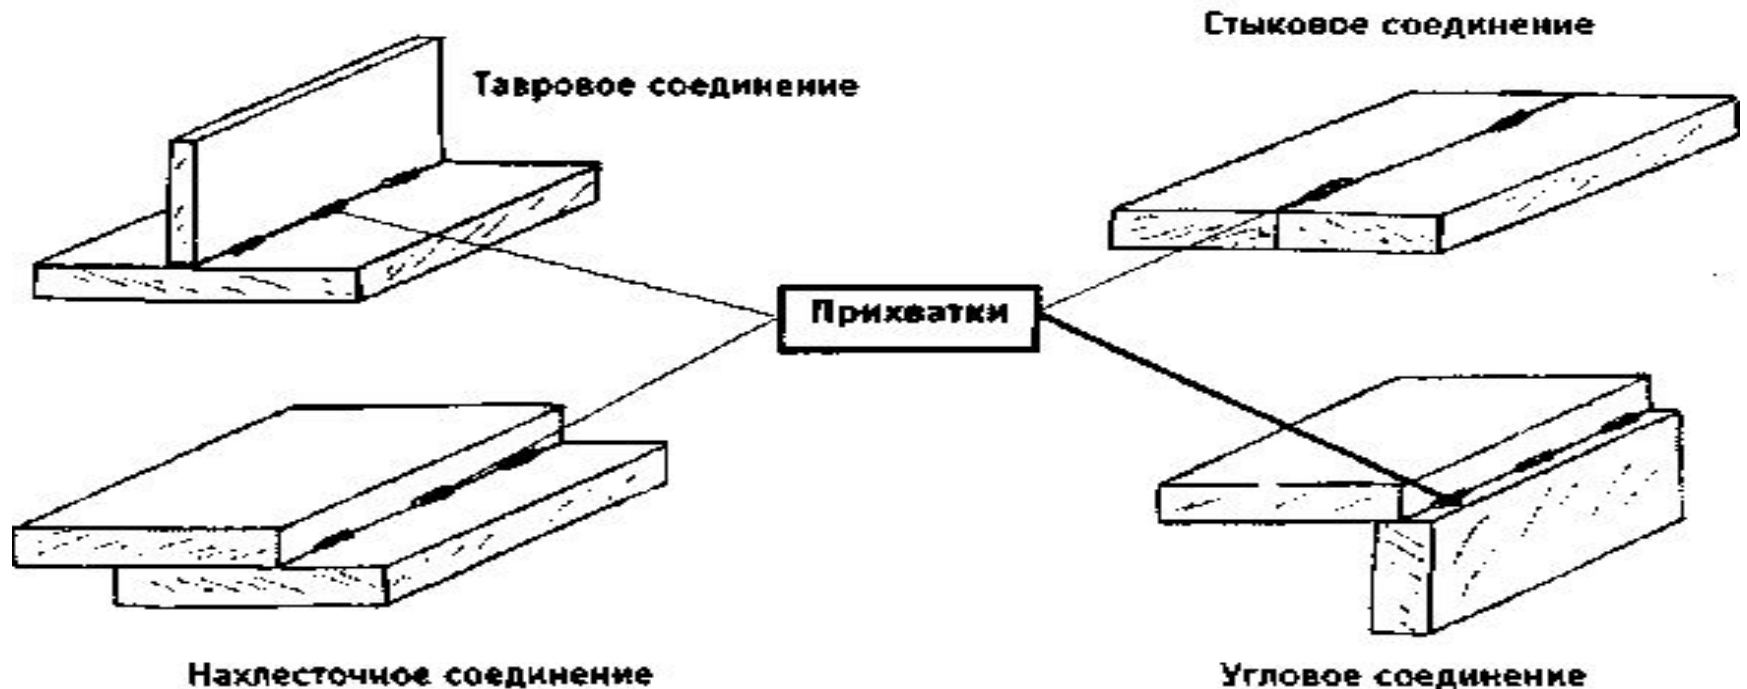 Стыковое соединение
Тавровое соединение
Прихватки
Нахлесточное соединение
Угловое соединение